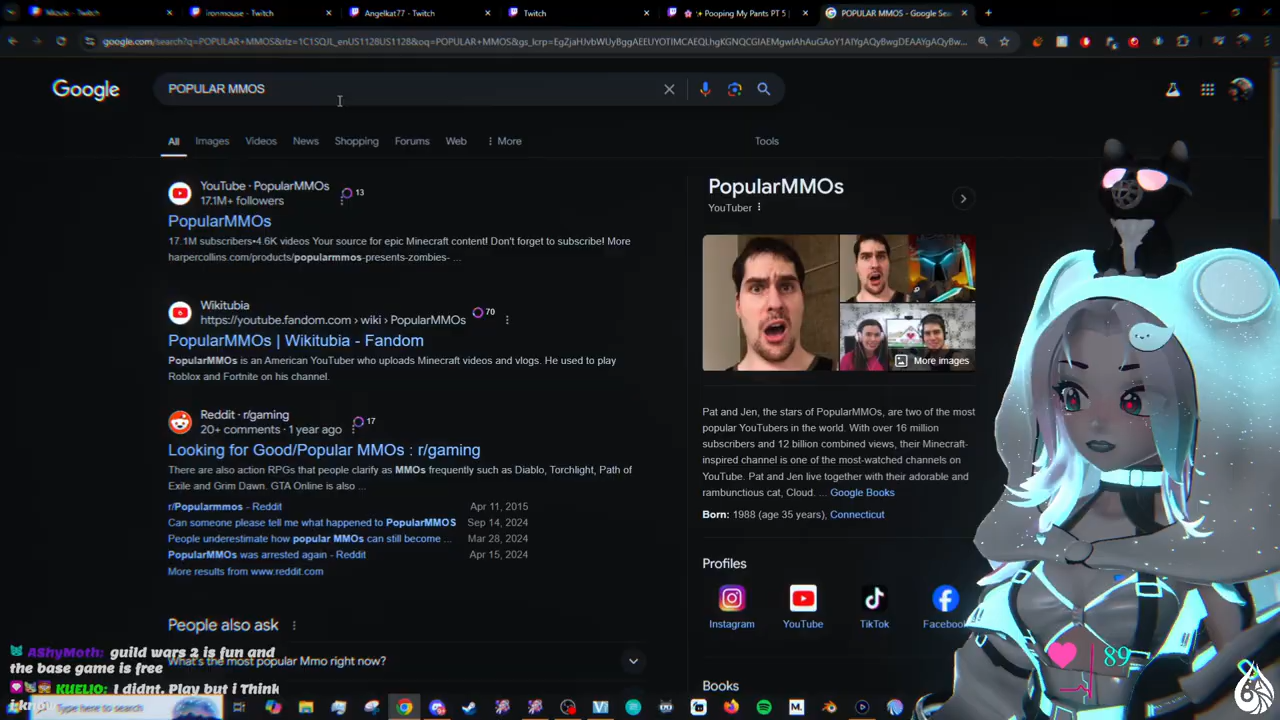 Movie - Twitch
ironmouse - Twitch
Angelkat77 - Twitch
Twitch
Pooping My Pants PT 5
POPULAR MMOS - Google Sea
Google
POPULAR MMOS
All
Images
Videos
News
Shopping
Forums
Web
More
Tools
YouTube · PopularMMOs
17.1M+ followers
13
PopularMMOs
17.1M subscribers•4.6K videos Your source for epic Minecraft content! Don't forget to subscribe! More
harpercollins.com/products/popularmmos-presents-zombies- ...
Wikitubia
https://youtube.fandom.com › wiki › PopularMMOs
70
PopularMMOs | Wikitubia - Fandom
PopularMMOs is an American YouTuber who uploads Minecraft videos and vlogs. He used to play
Roblox and Fortnite on his channel.
Reddit · r/gaming
20+ comments · 1 year ago
17
Looking for Good/Popular MMOs : r/gaming
There are also action RPGs that people clarify as MMOs frequently such as Diablo, Torchlight, Path of
Exile and Grim Dawn. GTA Online is also ...
r/Popularmmos - Reddit Apr 11, 2015
Can someone please tell me what happened to PopularMMOS Sep 14, 2024
People underestimate how popular MMOs can still become ... Mar 28, 2024
PopularMMOs was arrested again - Reddit Apr 15, 2024
More results from www.reddit.com
People also ask
What's the most popular Mmo right now?
PopularMMOs
YouTuber
More images
Pat and Jen, the stars of PopularMMOs, are two of the most
popular YouTubers in the world. With over 16 million
subscribers and 12 billion combined views, their Minecraft-
inspired channel is one of the most-watched channels on
YouTube. Pat and Jen live together with their adorable and
rambunctious cat, Cloud. ... Google Books
Born: 1988 (age 35 years), Connecticut
Profiles
Instagram
YouTube
TikTok
Facebook
Books
AShyMoth: guild wars 2 is fun and
the base game is free
KUELIO: I didnt. Play but i Think
i know
Type here to search
89